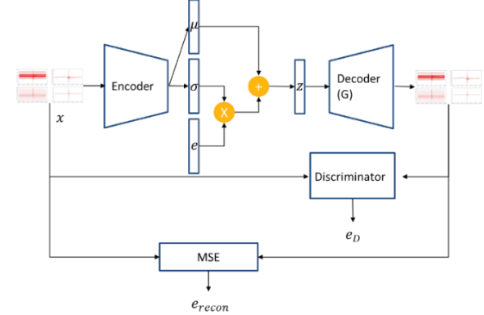 μ
Encoder
σ
X
+
z
Decoder
(G)
x
e
Discriminator
e_D
MSE
e_recon